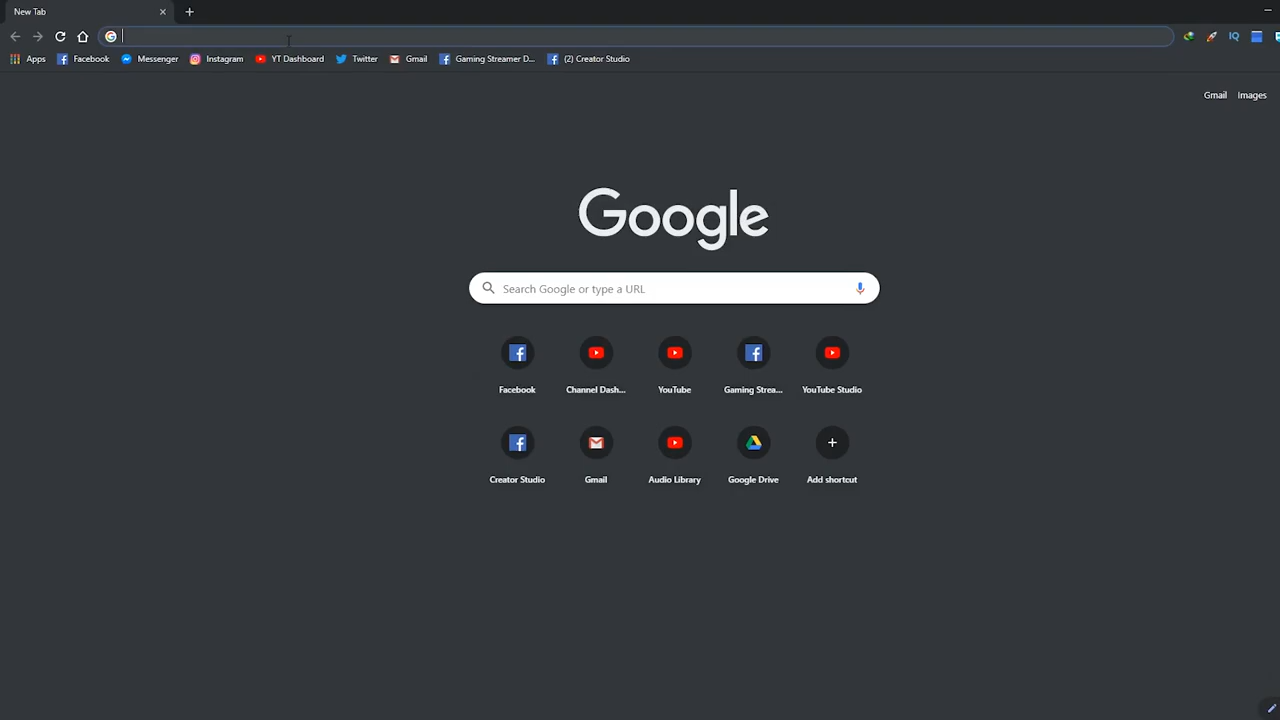 New Tab
Apps Facebook Messenger Instagram YT Dashboard Twitter Gmail Gaming Streamer D... (2) Creator Studio
Gmail Images
Google
Search Google or type a URL
Facebook Channel Dash... YouTube Gaming Strea... YouTube Studio
Creator Studio Gmail Audio Library Google Drive Add shortcut